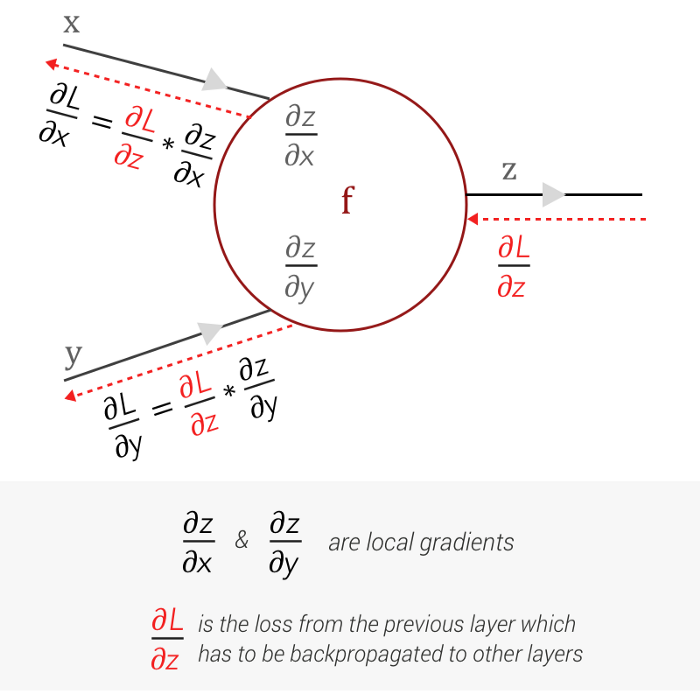 x
∂L/∂x = ∂L/∂z * ∂z/∂x
∂z/∂x
f
z
∂L/∂z
∂z/∂y
y
∂L/∂y = ∂L/∂z * ∂z/∂y
∂z/∂x & ∂z/∂y are local gradients
∂L/∂z is the loss from the previous layer which
has to be backpropagated to other layers